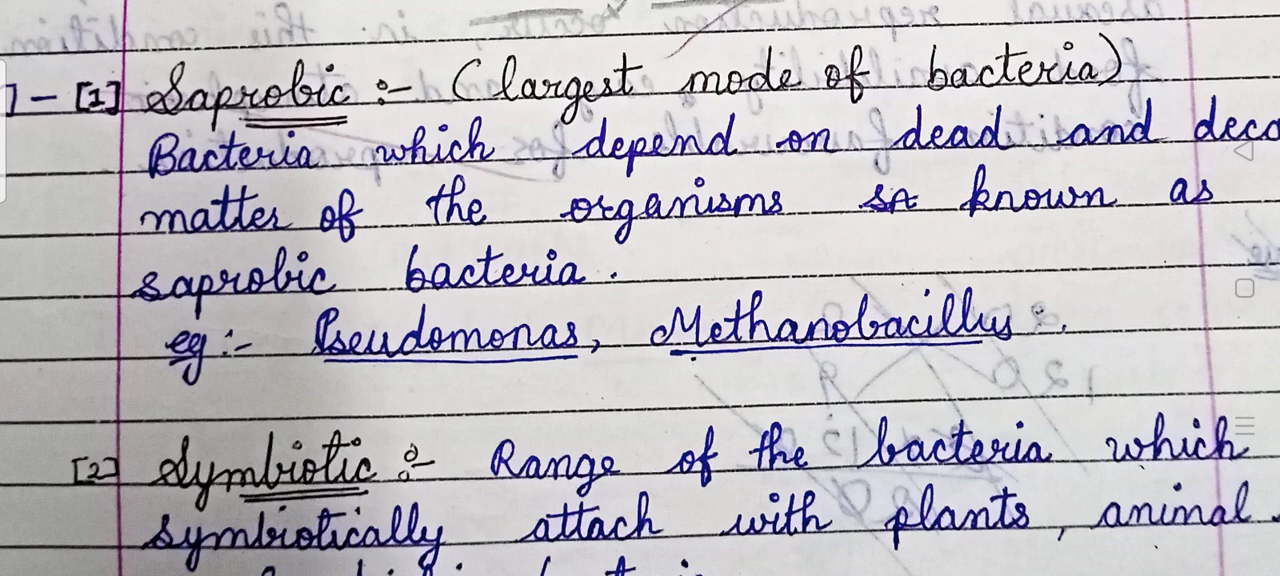 ]-[1] Saprobic :- (largest mode of bacteria)
Bacteria which depend on dead and deca
matter of the organisms known as
saprobic bacteria.
eg :- Pseudomonas, Methanobacillus
[2] Symbiotic :- Range of the bacteria which
symbiotically attach with plants, animal